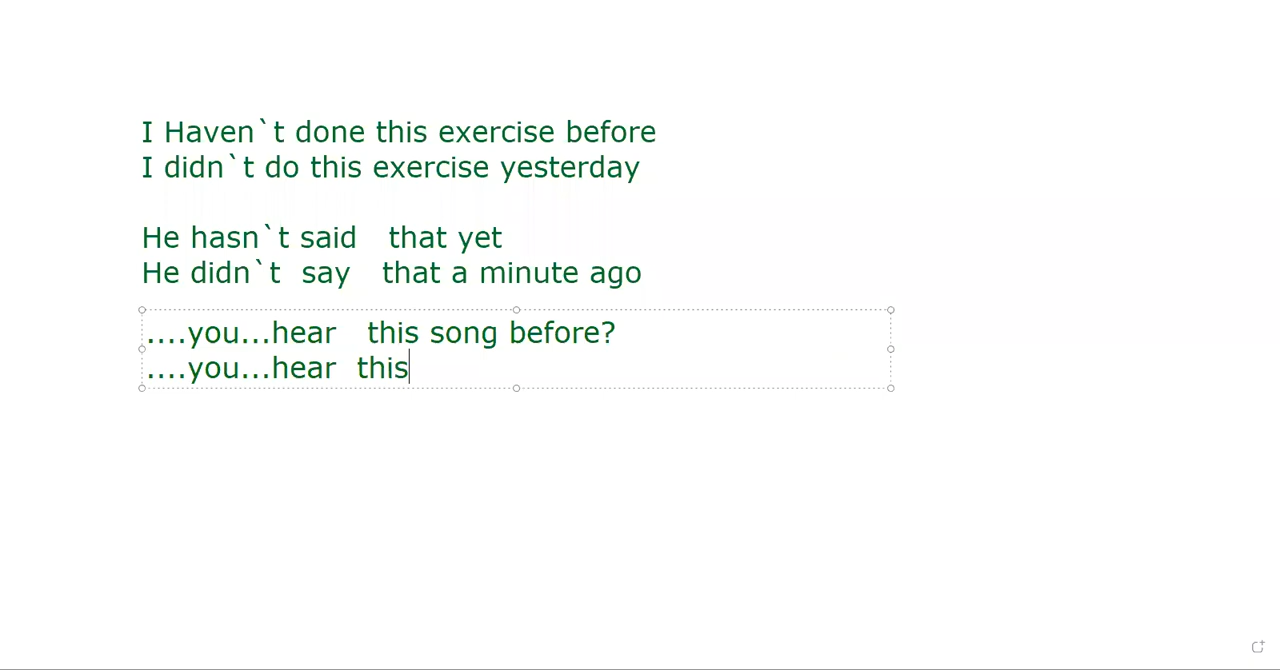 I Haven`t done this exercise before
I didn`t do this exercise yesterday
He hasn`t said that yet
He didn`t say that a minute ago
....you...hear this song before?
....you...hear this